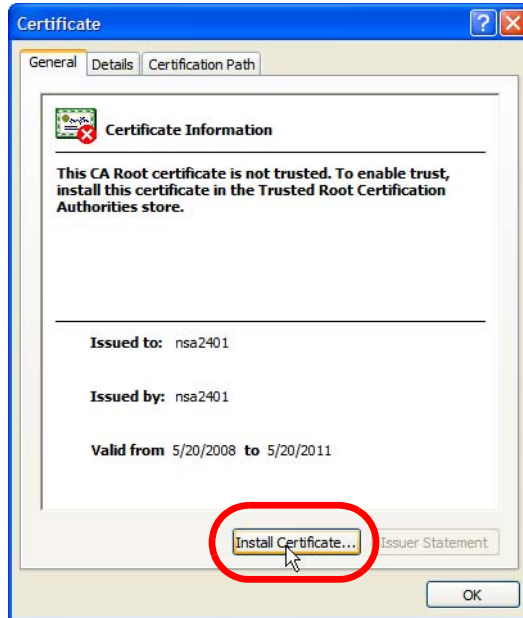 Certificate
General Details Certification Path
Certificate Information
This CA Root certificate is not trusted. To enable trust,
install this certificate in the Trusted Root Certification
Authorities store.
Issued to: nsa2401
Issued by: nsa2401
Valid from 5/20/2008 to 5/20/2011
Install Certificate... Issuer Statement
OK